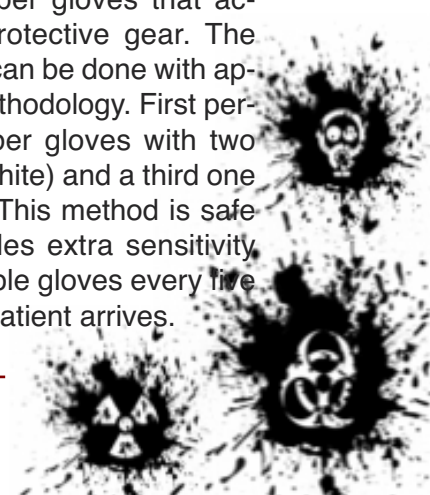 per gloves that ac-
rotective gear. The
can be done with ap-
thodology. First per-
ber gloves with two
hite) and a third one
This method is safe
les extra sensitivity
ble gloves every five
atient arrives.